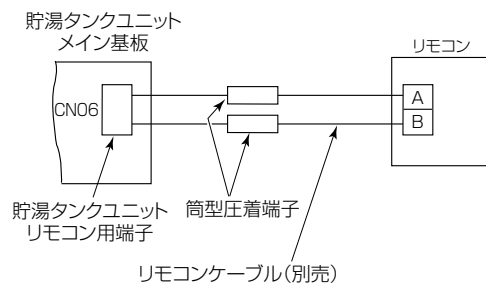 貯湯タンクユニット
メイン基板
リモコン
CN06
A
B
貯湯タンクユニット
リモコン用端子
筒型圧着端子
リモコンケーブル(別売)